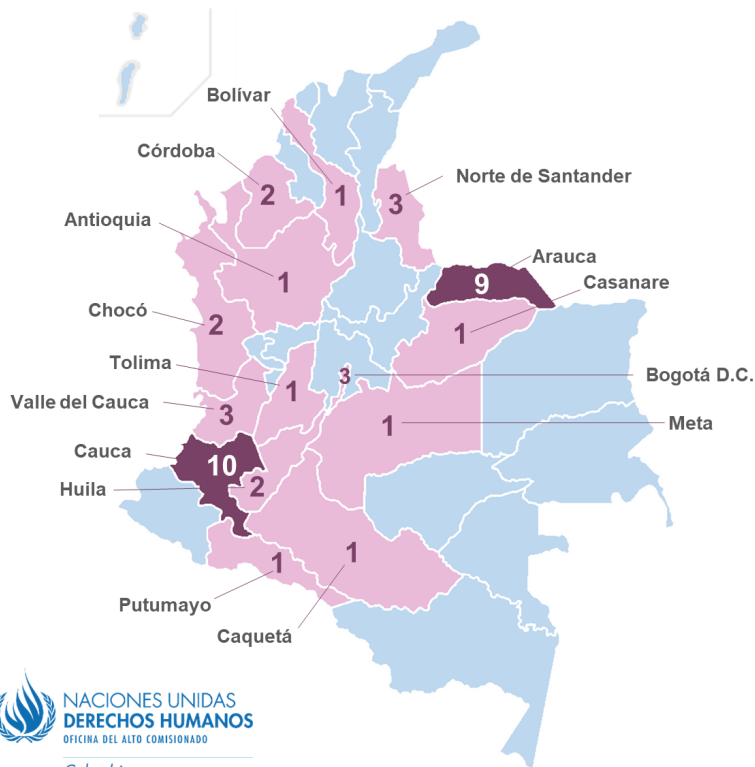 Bolívar
Córdoba
2
1
Norte de Santander
3
Antioquia
1
Arauca
9
Casanare
1
Chocó
2
Tolima
1
3
Bogotá D.C.
Valle del Cauca
3
1
Meta
Cauca
10
Huila
2
1
1
Putumayo
Caquetá
NACIONES UNIDAS
DERECHOS HUMANOS
OFICINA DEL ALTO COMISIONADO